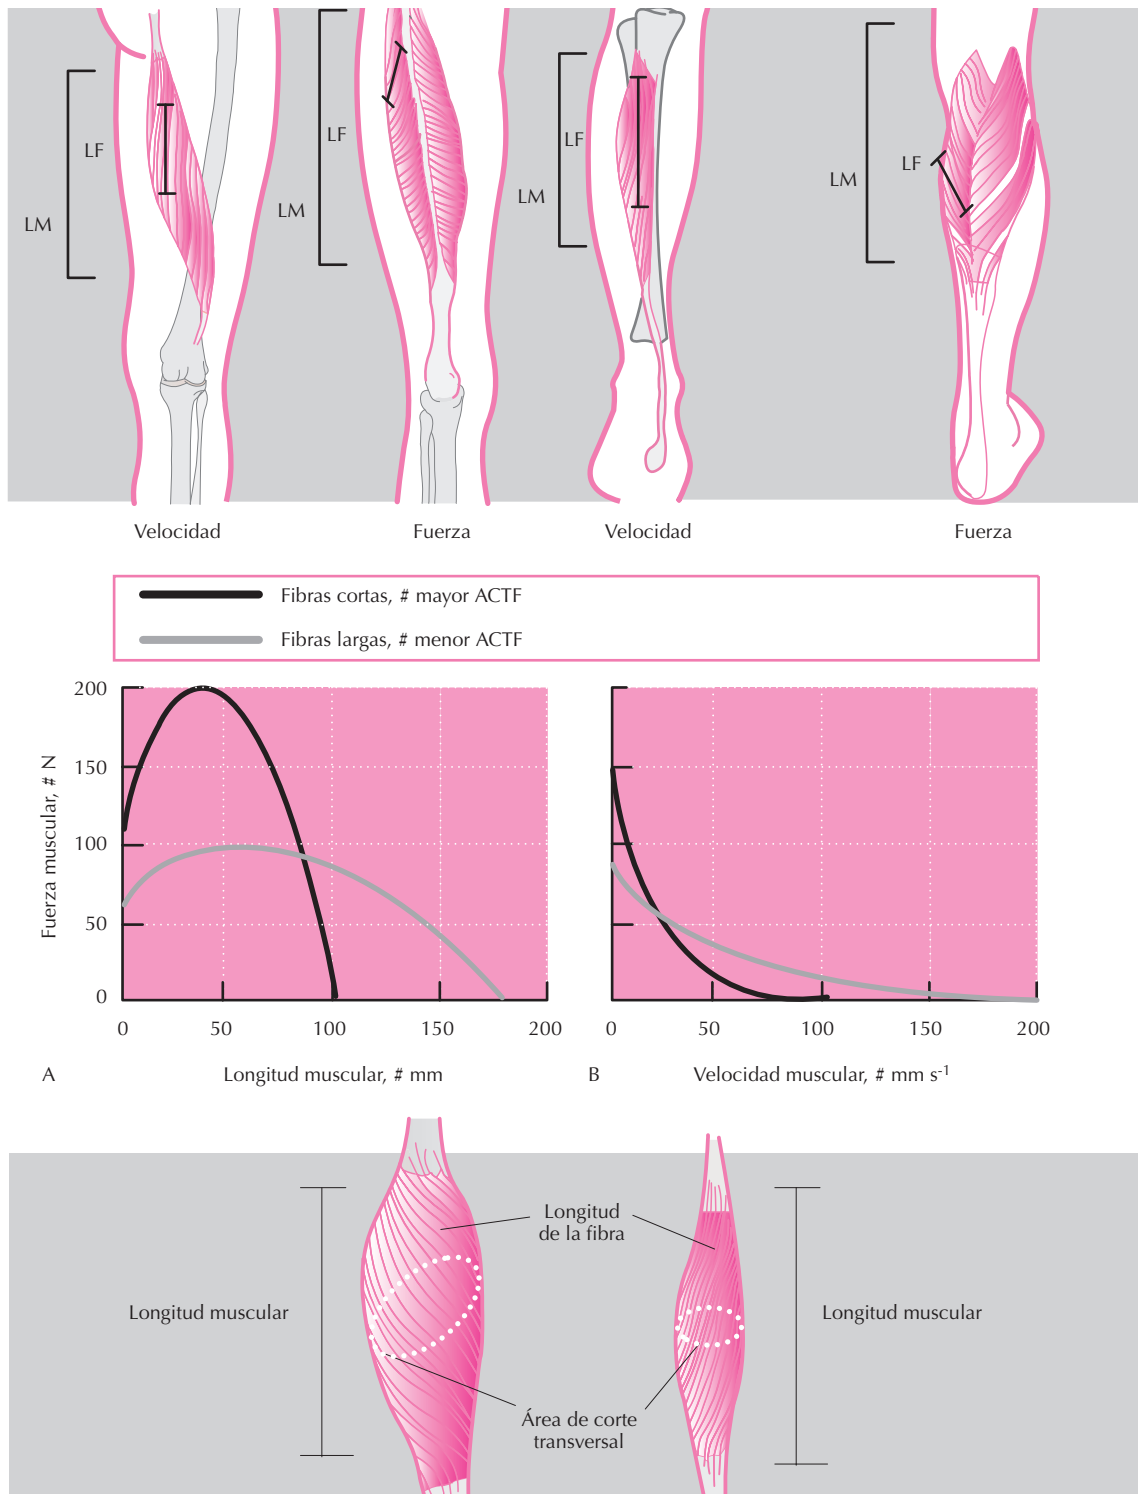 LF
LM
LF
LM
LF
LM
LF
LM
Velocidad
Fuerza
Velocidad
Fuerza
Fibras cortas, # mayor ACTF
Fibras largas, # menor ACTF
Fuerza muscular, # N
200
150
100
50
0
0 50 100 150 200
0 50 100 150 200
A
Longitud muscular, # mm
B
Velocidad muscular, # mm s⁻¹
Longitud
de la fibra
Longitud muscular
Longitud muscular
Área de corte
transversal